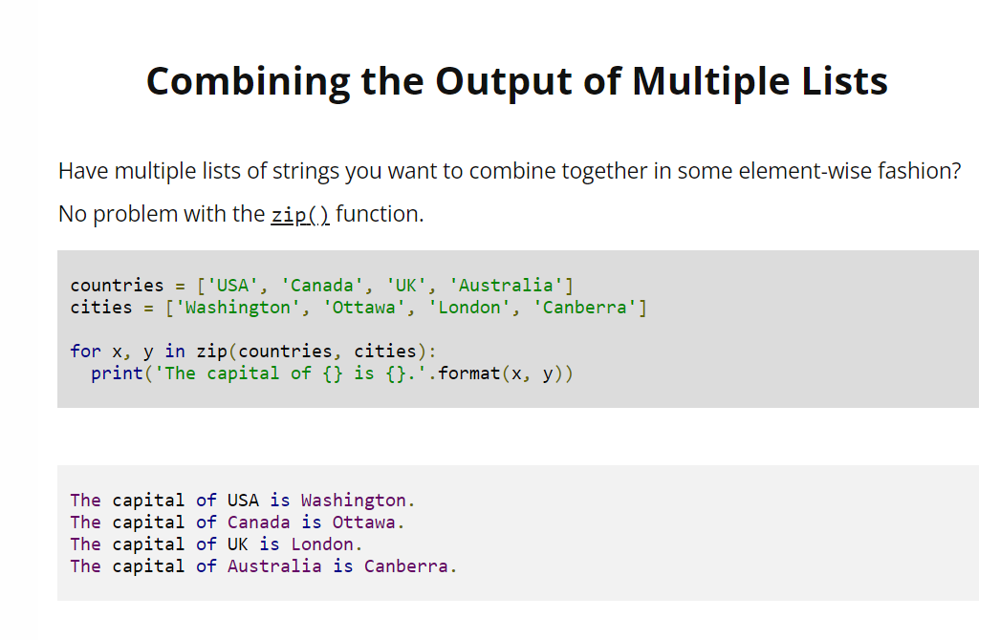 Combining the Output of Multiple Lists
Have multiple lists of strings you want to combine together in some element-wise fashion?
No problem with the zip() function.
countries = ['USA', 'Canada', 'UK', 'Australia']
cities = ['Washington', 'Ottawa', 'London', 'Canberra']
for x, y in zip(countries, cities):
  print('The capital of {} is {}.'.format(x, y))
The capital of USA is Washington.
The capital of Canada is Ottawa.
The capital of UK is London.
The capital of Australia is Canberra.